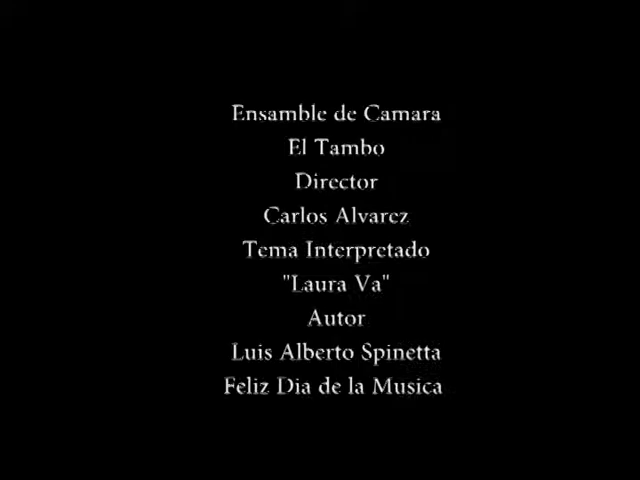 Ensamble de Camara
El Tambo
Director
Carlos Alvarez
Tema Interpretado
"Laura Va"
Autor
Luis Alberto Spinetta
Feliz Dia de la Musica